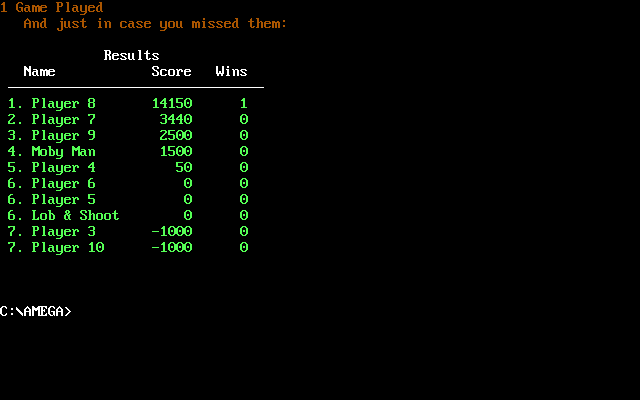 1 Game Played
And just in case you missed them:
Results
Name Score Wins
1. Player 8 14150 1
2. Player 7 3440 0
3. Player 9 2500 0
4. Moby Man 1500 0
5. Player 4 50 0
6. Player 6 0 0
6. Player 5 0 0
6. Lob & Shoot 0 0
7. Player 3 -1000 0
7. Player 10 -1000 0
C:\AMEGA>